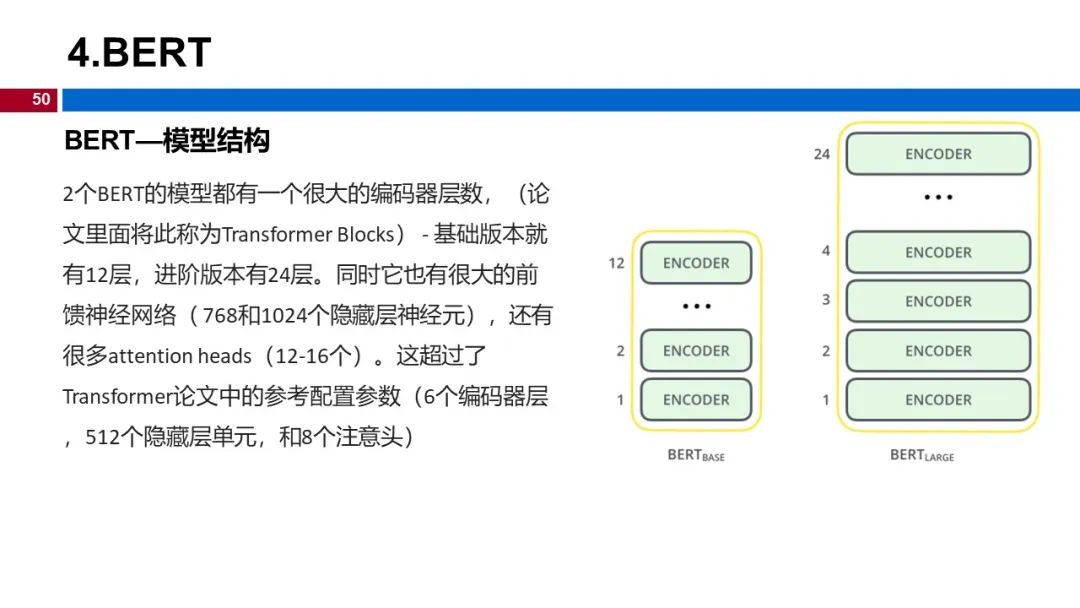 4.BERT
50
BERT—模型结构
2个BERT的模型都有一个很大的编码器层数，（论
文里面将此称为Transformer Blocks） - 基础版本就
有12层，进阶版本有24层。同时它也有很大的前
馈神经网络（ 768和1024个隐藏层神经元），还有
很多attention heads（12-16个）。这超过了
Transformer论文中的参考配置参数（6个编码器层
，512个隐藏层单元，和8个注意头）
12 ENCODER
...
2 ENCODER
1 ENCODER
BERTBASE
24 ENCODER
...
4 ENCODER
3 ENCODER
2 ENCODER
1 ENCODER
BERTLARGE